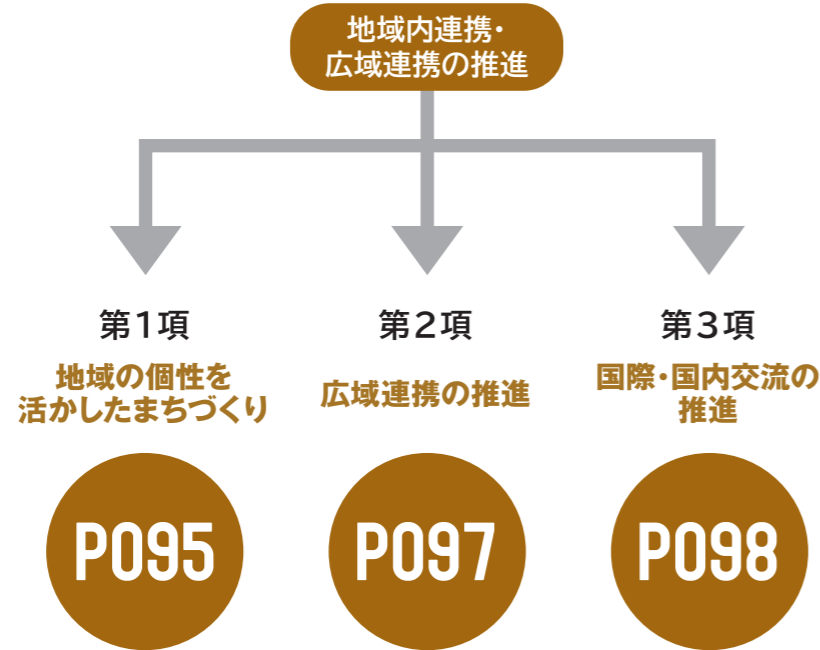 地域内連携・
広域連携の推進
第1項
地域の個性を
活かしたまちづくり
P095
第2項
広域連携の推進
P097
第3項
国際・国内交流の
推進
P098